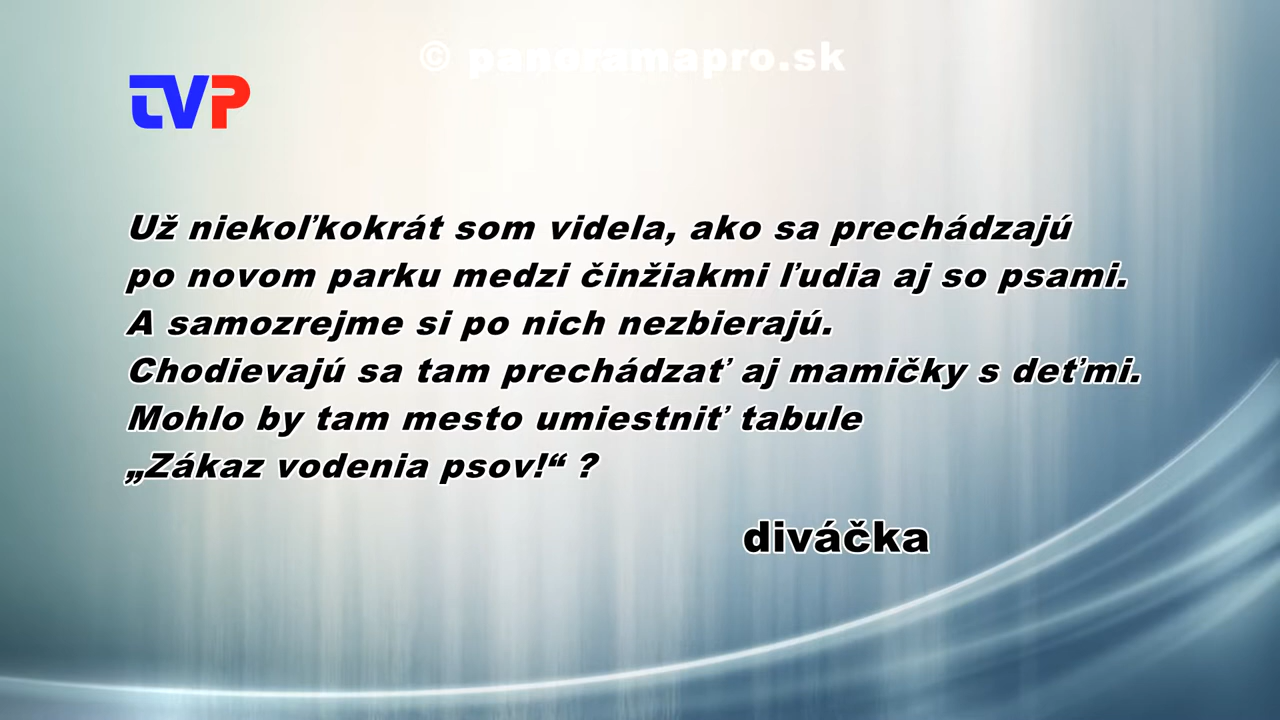 © panoramapro.sk
TVP
Už niekoľkokrát som videla, ako sa prechádzajú
po novom parku medzi činžiakmi ľudia aj so psami.
A samozrejme si po nich nezbierajú.
Chodievajú sa tam prechádzať aj mamičky s deťmi.
Mohlo by tam mesto umiestniť tabule
„Zákaz vodenia psov!“ ?
diváčka